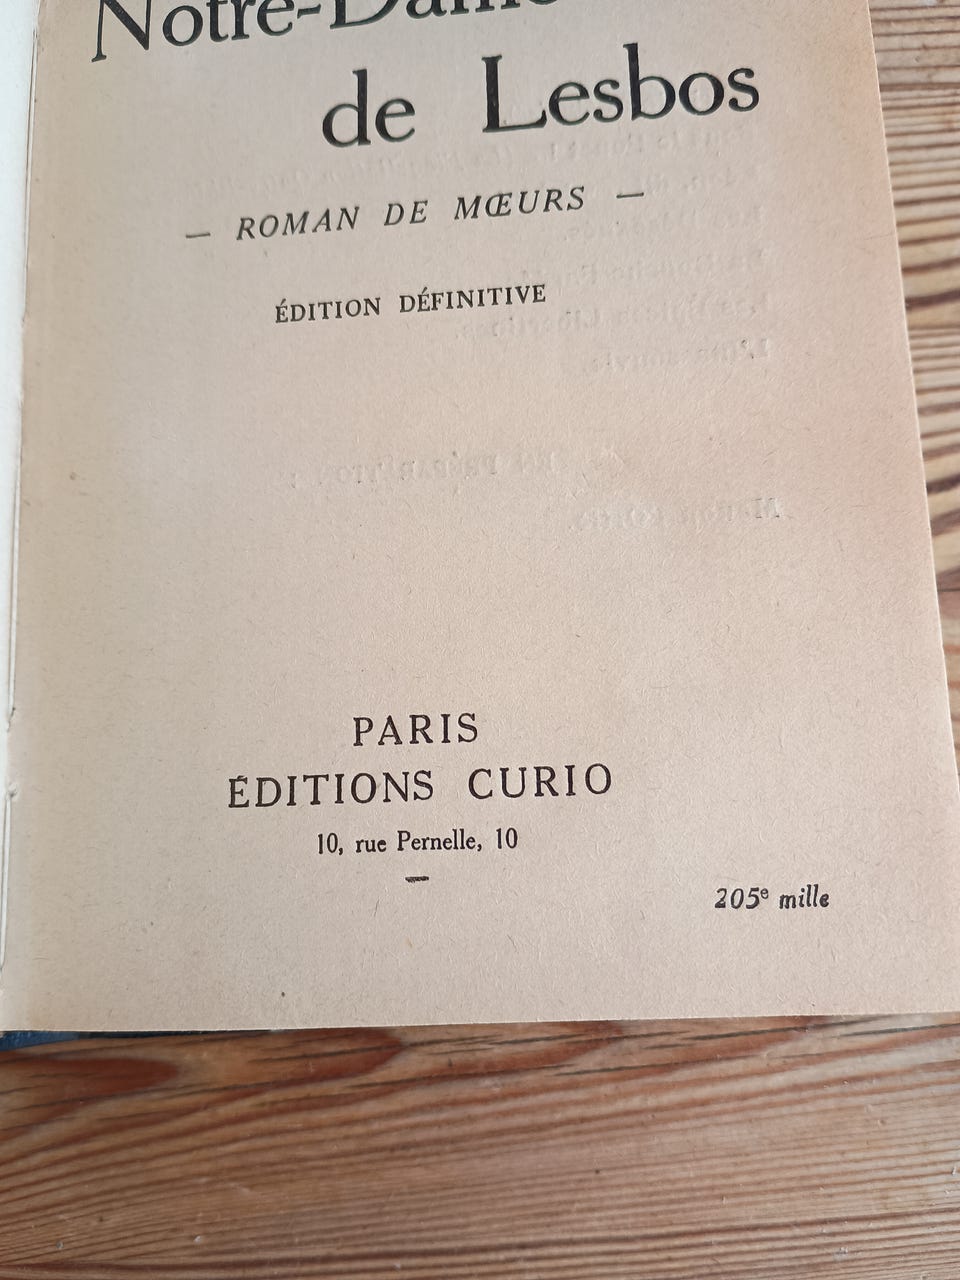 Notre-Dame
de Lesbos
— ROMAN DE MŒURS —
ÉDITION DÉFINITIVE
PARIS
ÉDITIONS CURIO
10, rue Pernelle, 10
205e mille